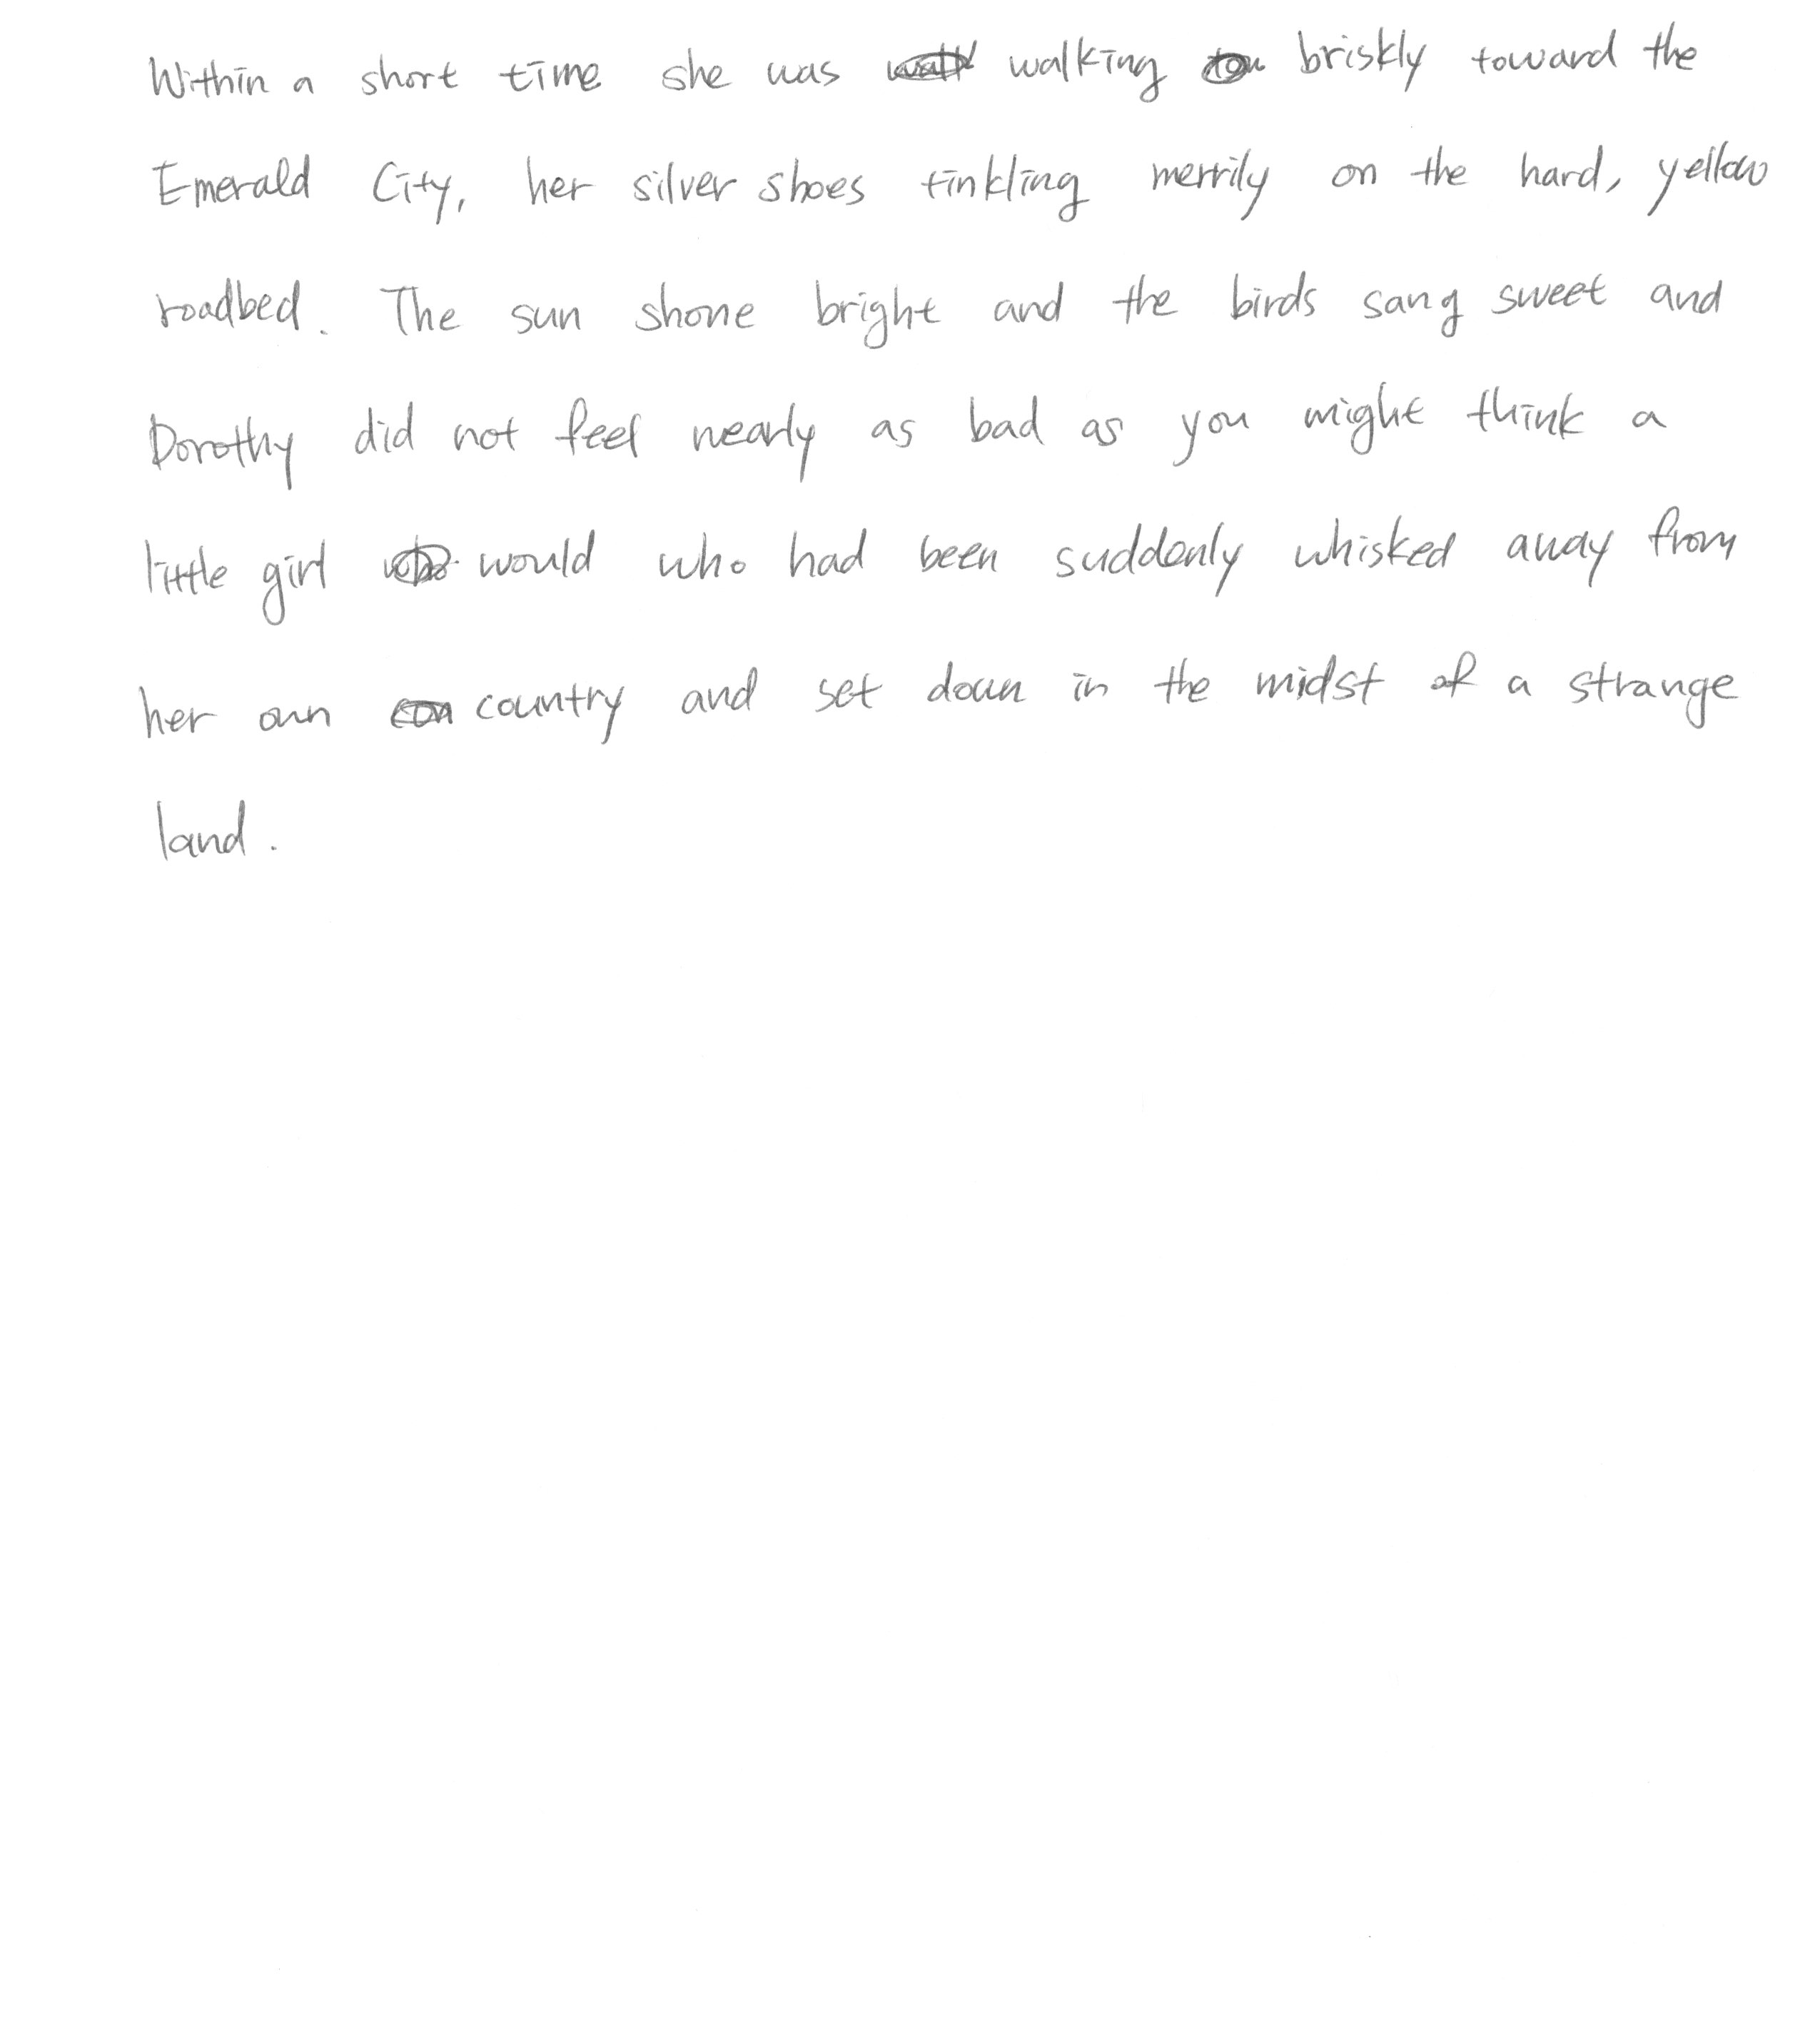 Within a short time she was walking briskly toward the
Emerald City, her silver shoes tinkling merrily on the hard, yellow
roadbed. The sun shone bright and the birds sang sweet and
Dorothy did not feel nearly as bad as you might think a
little girl would who had been suddenly whisked away from
her own country and set down in the midst of a strange
land.